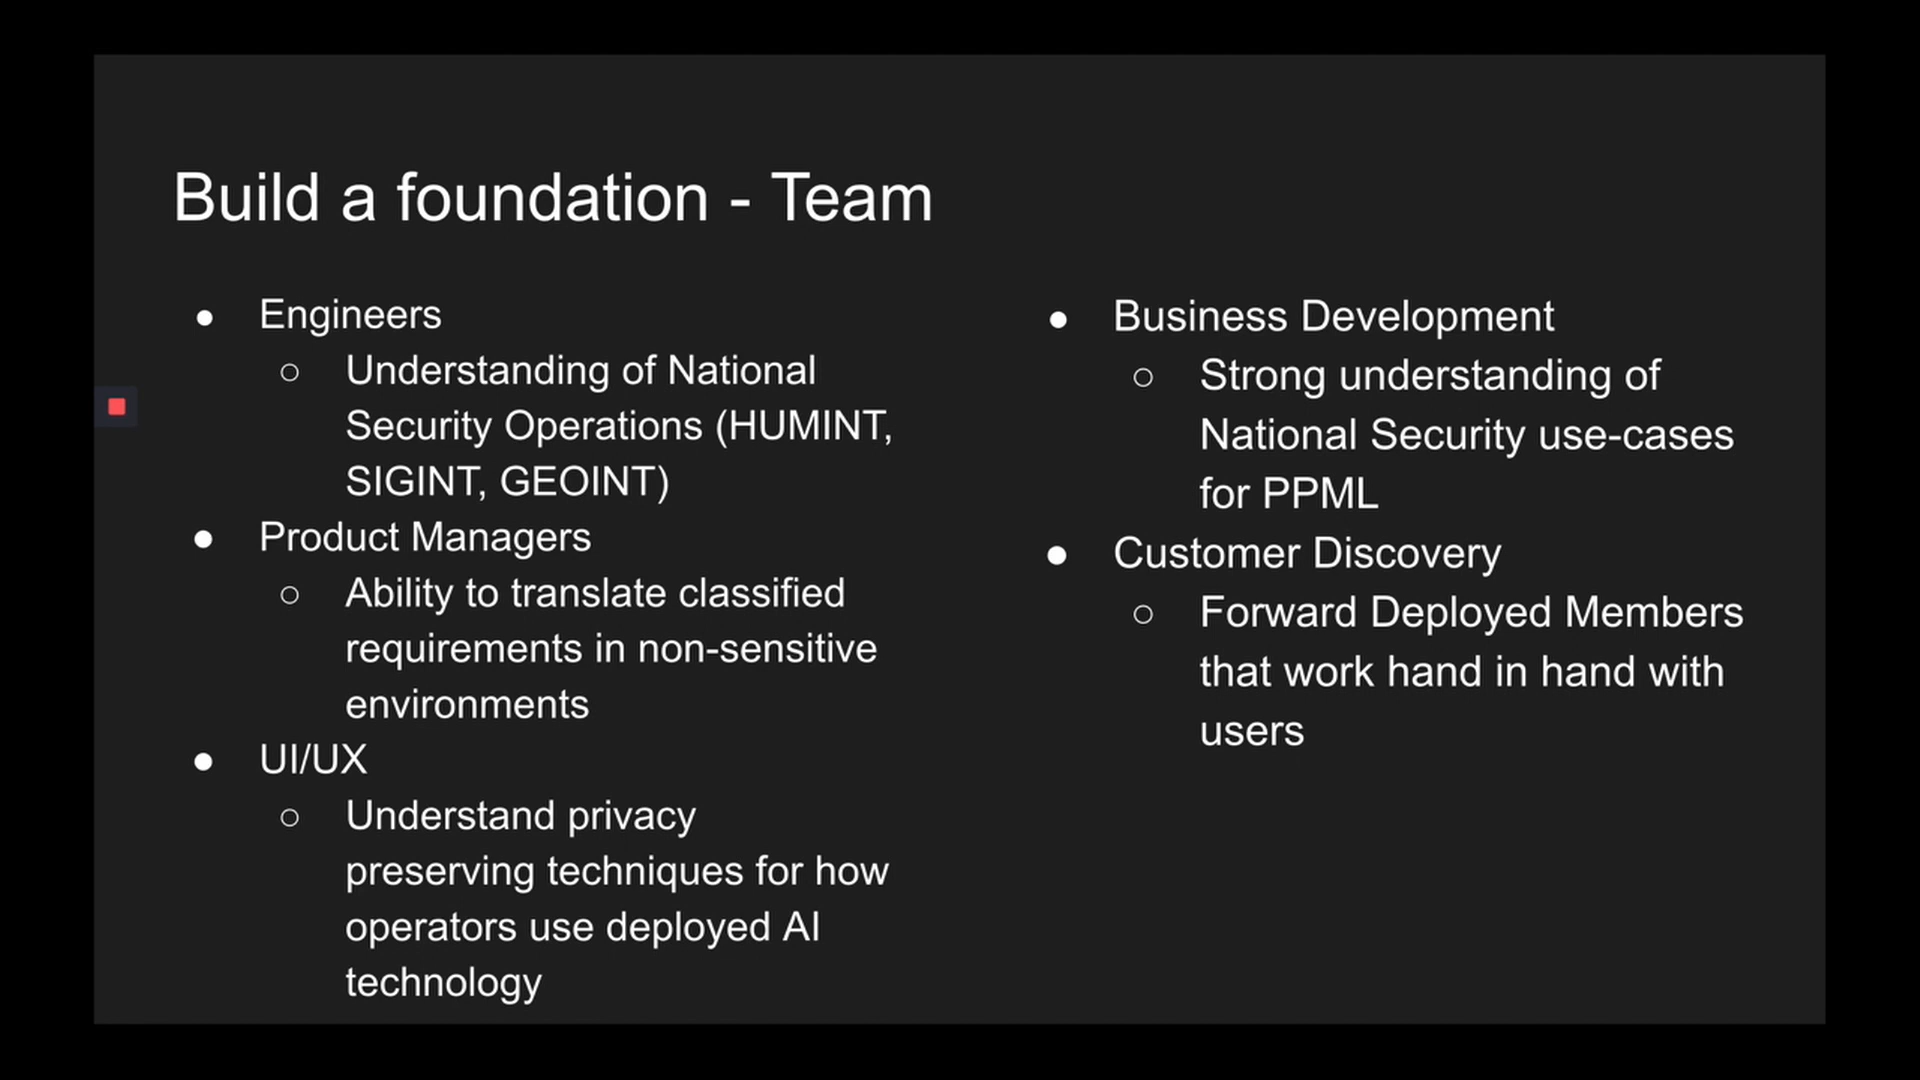 Build a foundation - Team
● Engineers
○ Understanding of National
Security Operations (HUMINT,
SIGINT, GEOINT)
● Product Managers
○ Ability to translate classified
requirements in non-sensitive
environments
● UI/UX
○ Understand privacy
preserving techniques for how
operators use deployed AI
technology
● Business Development
○ Strong understanding of
National Security use-cases
for PPML
● Customer Discovery
○ Forward Deployed Members
that work hand in hand with
users